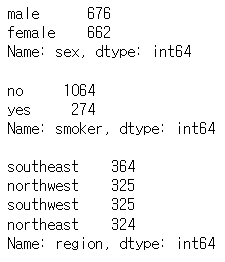 male 676
female 662
Name: sex, dtype: int64
no 1064
yes 274
Name: smoker, dtype: int64
southeast 364
northwest 325
southwest 325
northeast 324
Name: region, dtype: int64